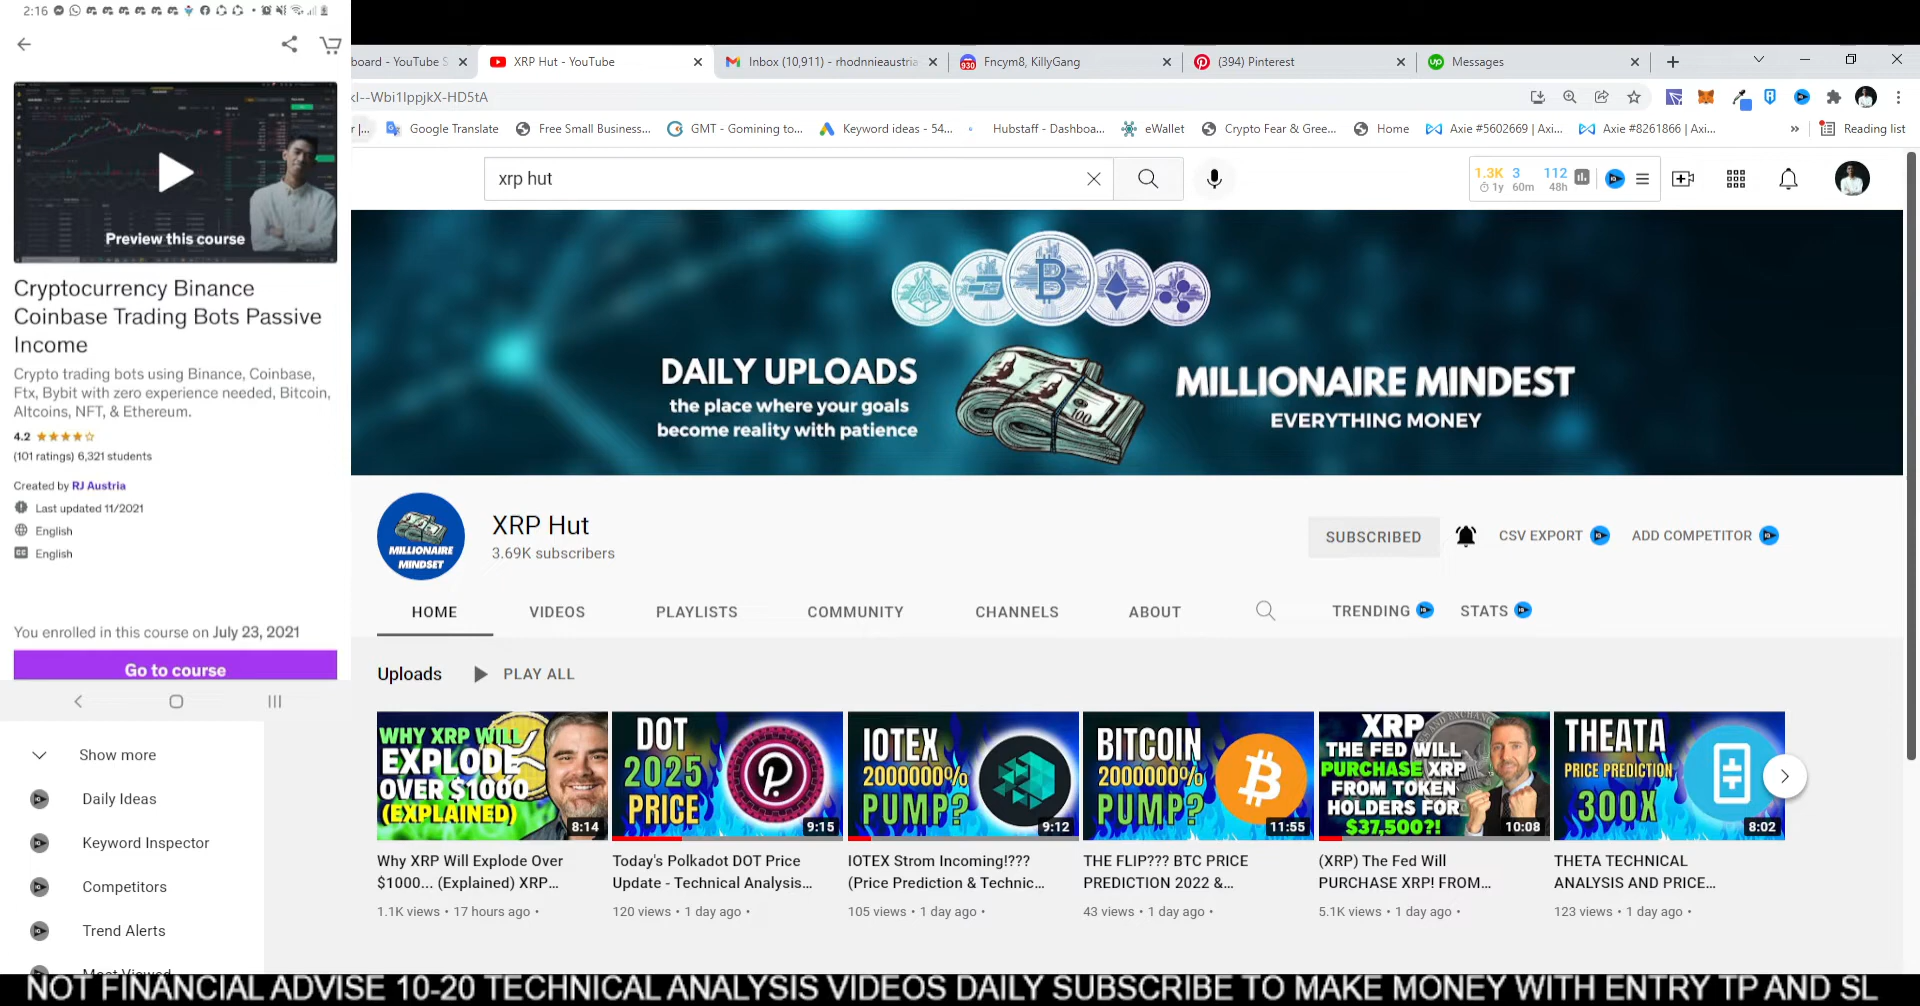 2:16
Preview this course
Cryptocurrency Binance
Coinbase Trading Bots Passive
Income
Crypto trading bots using Binance, Coinbase,
Ftx, Bybit with zero experience needed, Bitcoin,
Altcoins, NFT, & Ethereum.
4.2
(101 ratings) 6,321 students
Created by RJ Austria
Last updated 11/2021
English
CC English
You enrolled in this course on July 23, 2021
Go to course
Show more
Daily Ideas
Keyword Inspector
Competitors
Trend Alerts
Most Viewed
board - YouTube S
XRP Hut - YouTube
Inbox (10,911) - rhodnnieaustria
930 Fncym8, KillyGang
(394) Pinterest
up Messages
kI--Wbi1IppjkX-HD5tA
r |...
Google Translate
Free Small Business...
GMT - Gomining to...
Keyword ideas - 54...
Hubstaff - Dashboa...
eWallet
Crypto Fear & Gree...
Home
Axie #5602669 | Axi...
Axie #8261866 | Axi...
Reading list
xrp hut
1.3K 3 112
1y 60m 48h
DAILY UPLOADS
the place where your goals
become reality with patience
100
MILLIONAIRE MINDEST
EVERYTHING MONEY
MILLIONAIRE
MINDSET
XRP Hut
3.69K subscribers
SUBSCRIBED
CSV EXPORT
ADD COMPETITOR
HOME
VIDEOS
PLAYLISTS
COMMUNITY
CHANNELS
ABOUT
TRENDING
STATS
Uploads
PLAY ALL
WHY XRP WILL
EXPLODE
OVER $1000
(EXPLAINED)
8:14
Why XRP Will Explode Over
$1000... (Explained) XRP...
1.1K views • 17 hours ago •
DOT
2025
PRICE
9:15
Today's Polkadot DOT Price
Update - Technical Analysis...
120 views • 1 day ago •
IOTEX
2000000%
PUMP?
9:12
IOTEX Strom Incoming!???
(Price Prediction & Technic...
105 views • 1 day ago •
BITCOIN
2000000%
PUMP?
11:55
THE FLIP??? BTC PRICE
PREDICTION 2022 &...
43 views • 1 day ago •
XRP
THE FED WILL
PURCHASE XRP
FROM TOKEN
HOLDERS FOR
$37,500?!
10:08
(XRP) The Fed Will
PURCHASE XRP! FROM...
5.1K views • 1 day ago •
THEATA
PRICE PREDICTION
300X
8:02
THETA TECHNICAL
ANALYSIS AND PRICE...
123 views • 1 day ago •
NOT FINANCIAL ADVISE 10-20 TECHNICAL ANALYSIS VIDEOS DAILY SUBSCRIBE TO MAKE MONEY WITH ENTRY TP AND SL